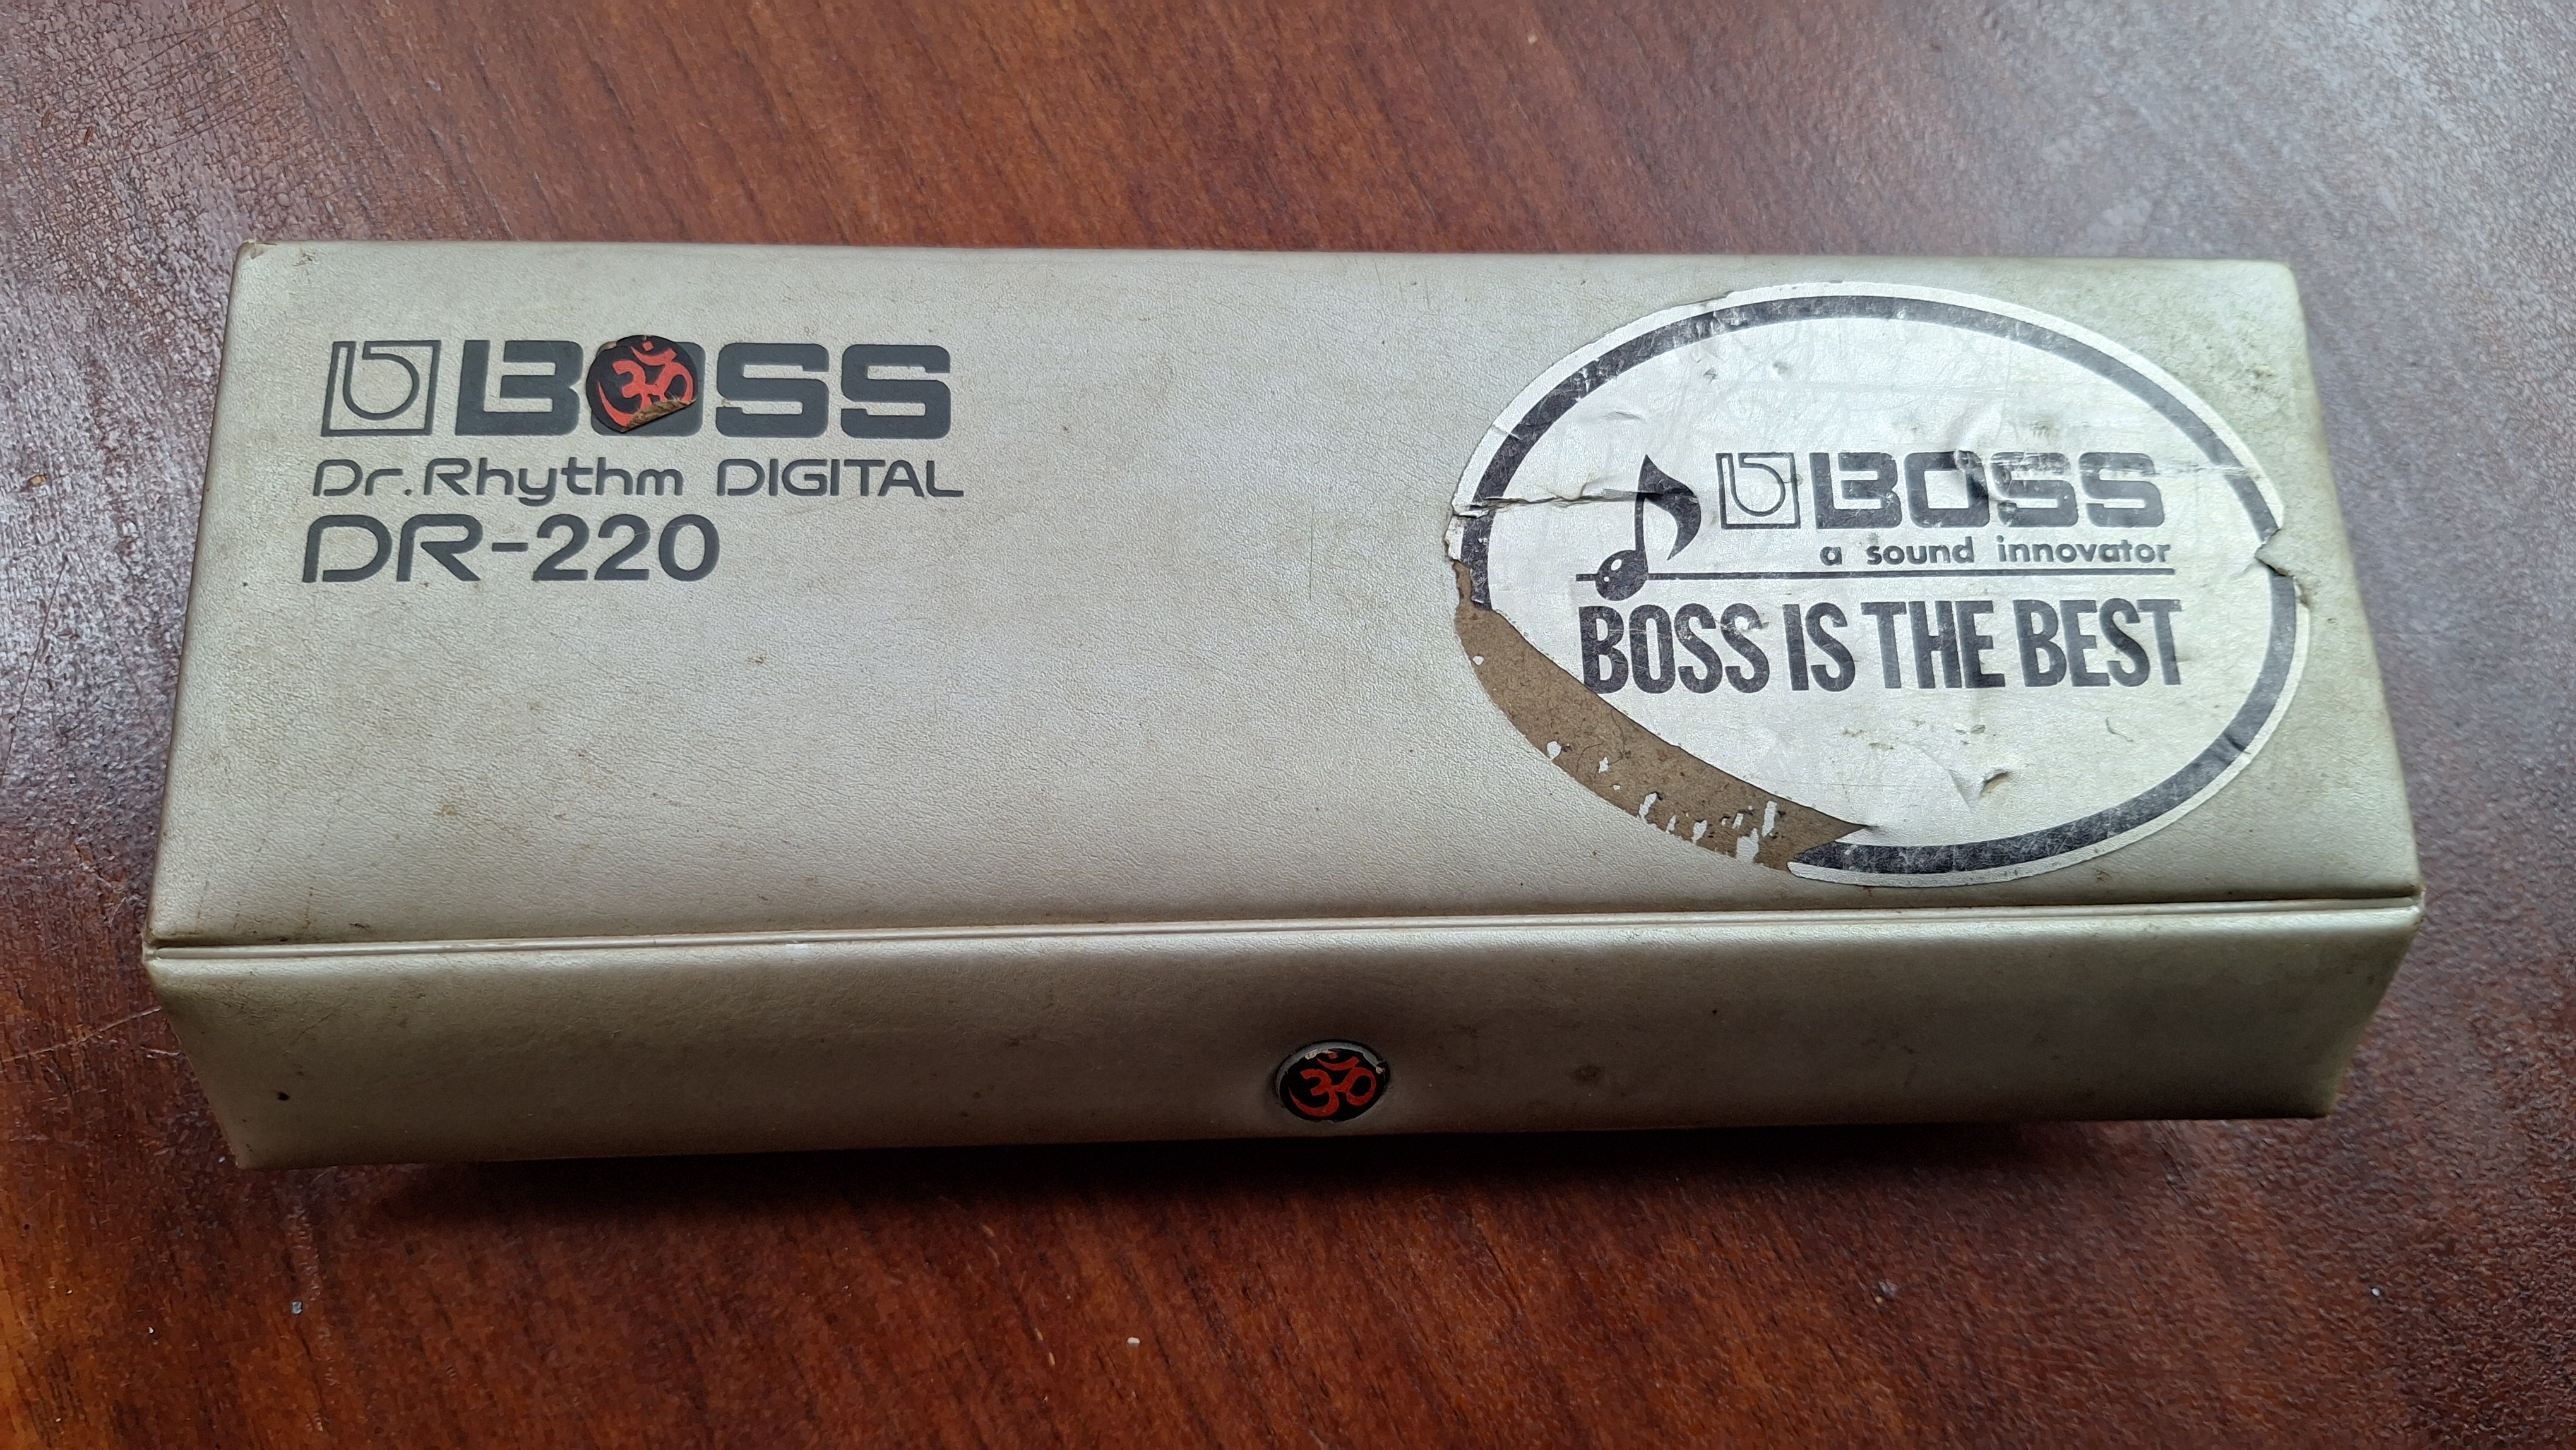 BOSS
ॐ
Dr.Rhythm DIGITAL
DR-220
BOSS
a sound innovator
BOSS IS THE BEST
ॐ